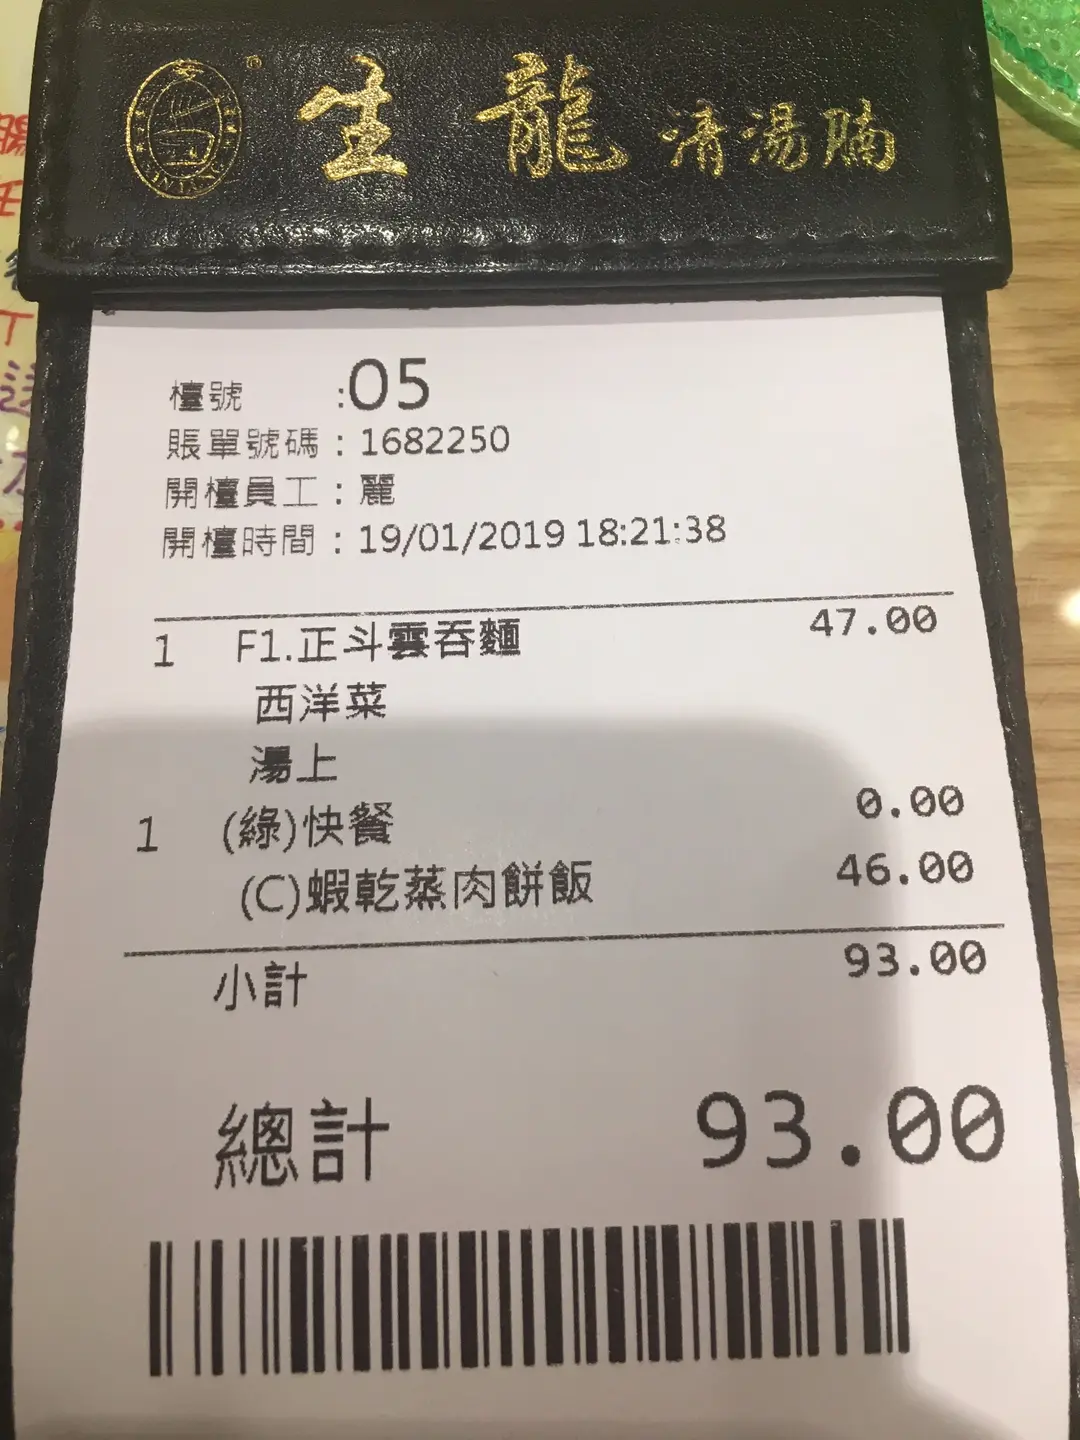 生龍清湯腩
檯號 :05
賬單號碼：1682250
開檯員工：麗
開檯時間：19/01/2019 18:21:38
1 F1.正斗雲吞麵 47.00
西洋菜
湯上
1 (綠)快餐 0.00
(C)蝦乾蒸肉餅飯 46.00
小計 93.00
總計 93.00